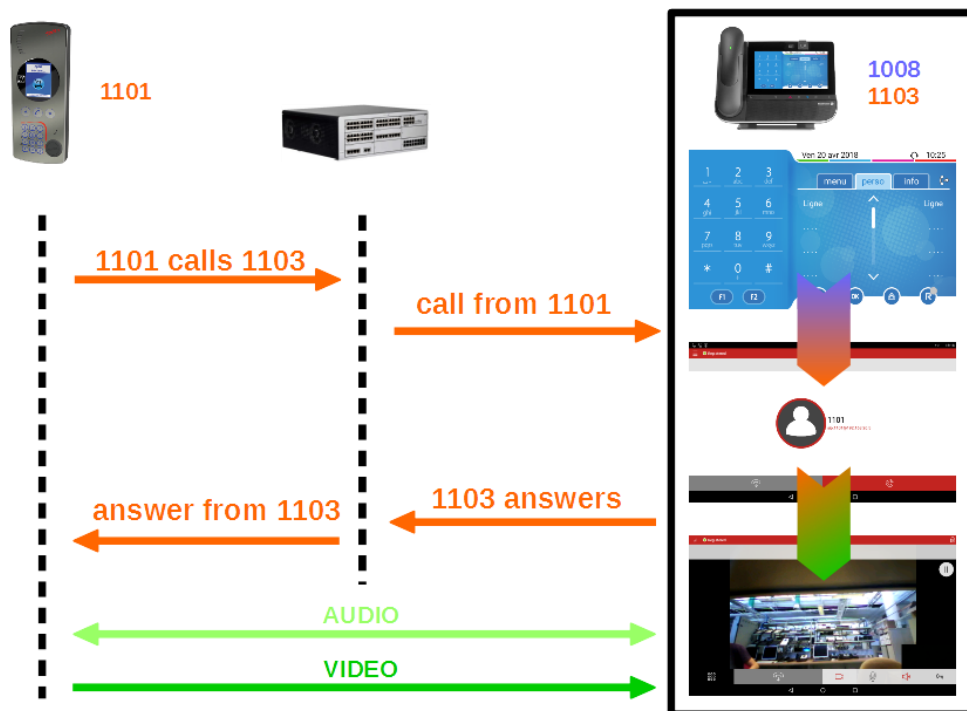 1101
1008
1103
Ven 20 avr 2018
10:25
1
2
abc
3
def
menu
perso
info
4
ghi
5
jkl
6
mno
Ligne
Ligne
7
pqrs
8
tuv
9
wxyz
*
0
#
F1
F2
OK
R
1101 calls 1103
call from 1101
1101
answer from 1103
1103 answers
AUDIO
VIDEO